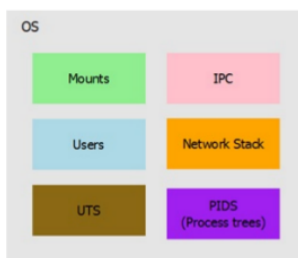 OS
Mounts
IPC
Users
Network Stack
UTS
PIDS
(Process trees)